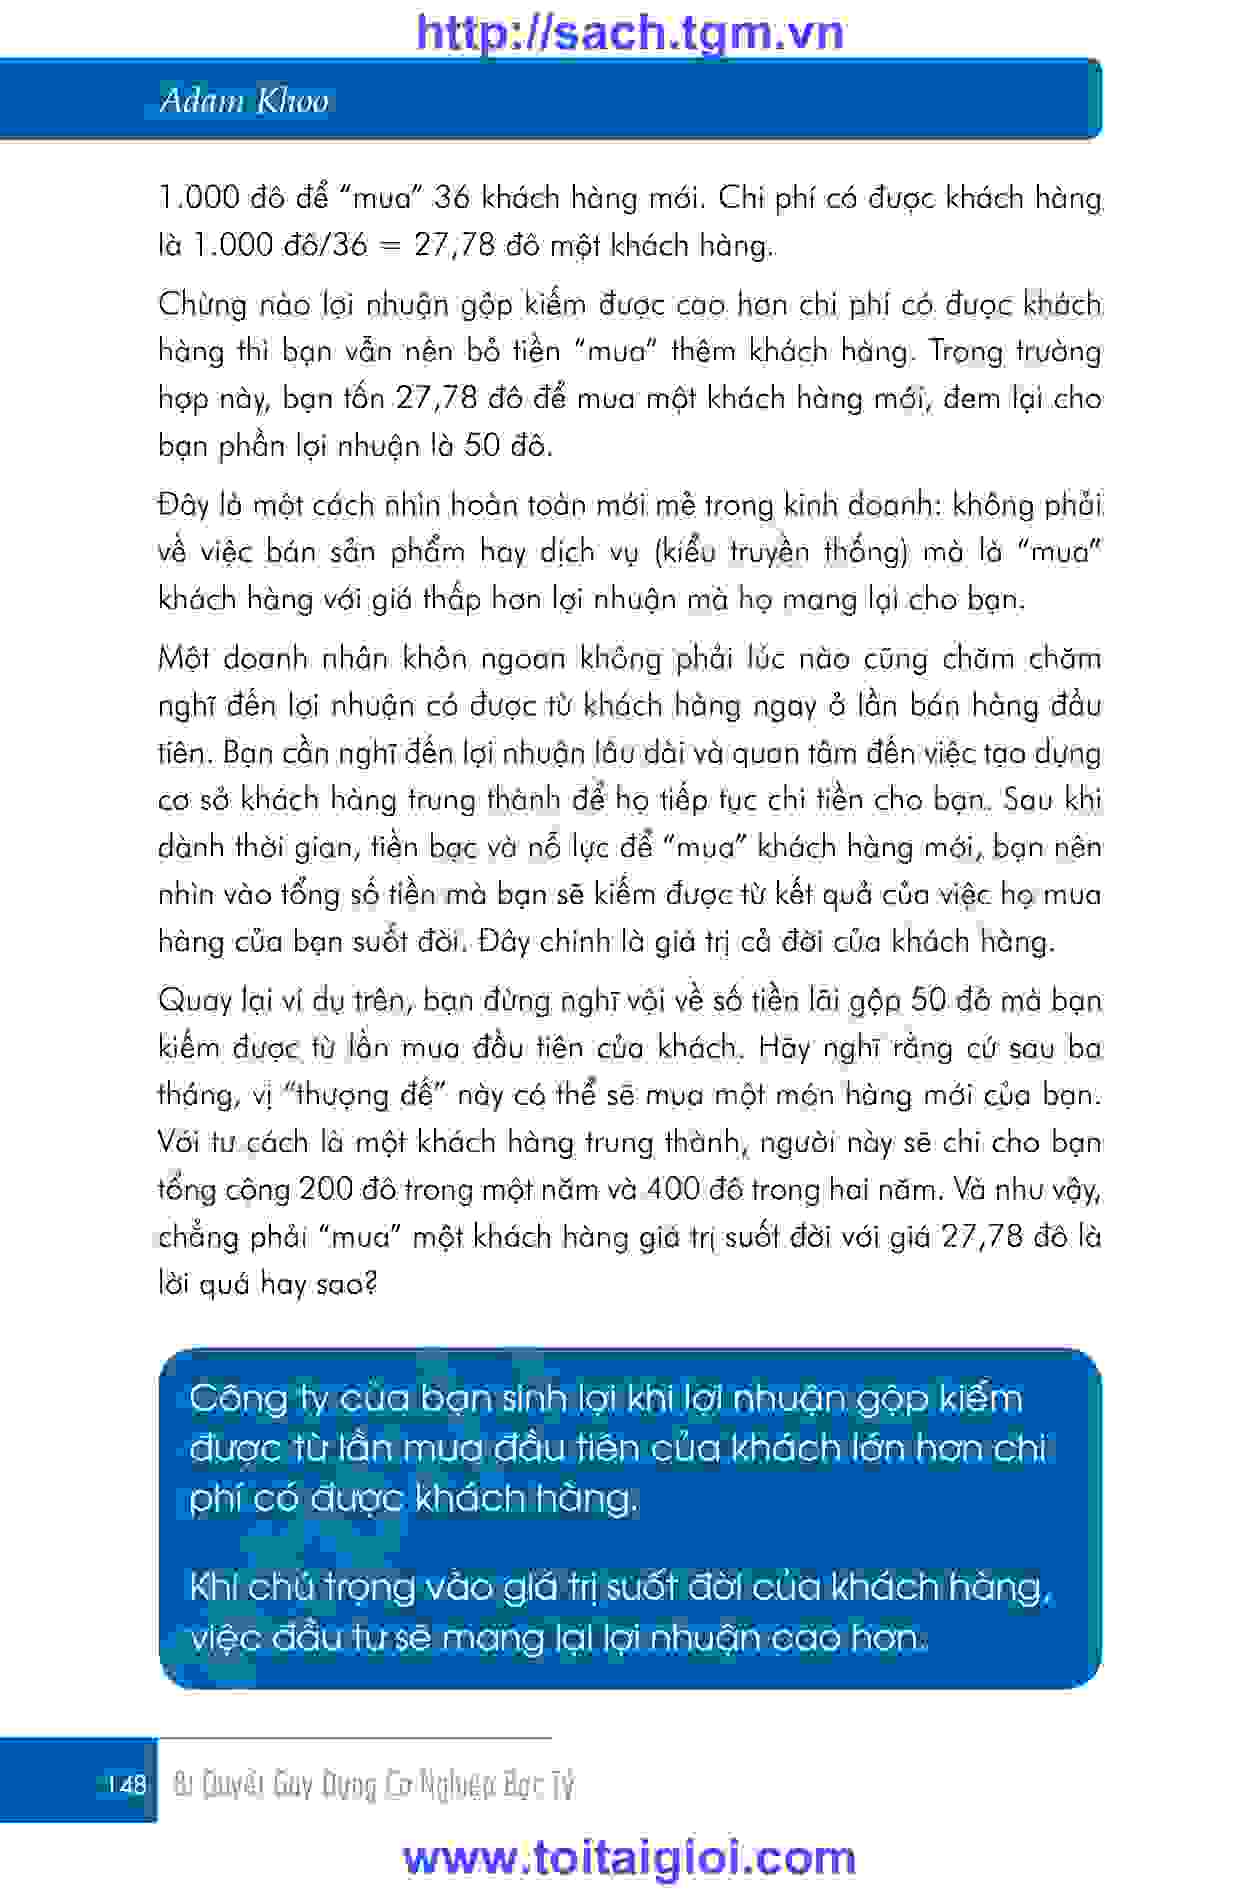 http://sach.tgm.vn
Adam Khoo
1.000 đô để “mua” 36 khách hàng mới. Chi phí có được khách hàng
là 1.000 đô/36 = 27,78 đô một khách hàng.
Chừng nào lợi nhuận gộp kiếm được cao hơn chi phí có được khách
hàng thì bạn vẫn nên bỏ tiền “mua” thêm khách hàng. Trong trường
hợp này, bạn tốn 27,78 đô để mua một khách hàng mới, đem lại cho
bạn phần lợi nhuận là 50 đô.
Đây là một cách nhìn hoàn toàn mới mẻ trong kinh doanh: không phải
về việc bán sản phẩm hay dịch vụ (kiểu truyền thống) mà là “mua”
khách hàng với giá thấp hơn lợi nhuận mà họ mang lại cho bạn.
Một doanh nhân khôn ngoan không phải lúc nào cũng chăm chăm
nghĩ đến lợi nhuận có được từ khách hàng ngay ở lần bán hàng đầu
tiên. Bạn cần nghĩ đến lợi nhuận lâu dài và quan tâm đến việc tạo dựng
cơ sở khách hàng trung thành để họ tiếp tục chi tiền cho bạn. Sau khi
dành thời gian, tiền bạc và nỗ lực để “mua” khách hàng mới, bạn nên
nhìn vào tổng số tiền mà bạn sẽ kiếm được từ kết quả của việc họ mua
hàng của bạn suốt đời. Đây chính là giá trị cả đời của khách hàng.
Quay lại ví dụ trên, bạn đừng nghĩ vội về số tiền lãi gộp 50 đô mà bạn
kiếm được từ lần mua đầu tiên của khách. Hãy nghĩ rằng cứ sau ba
tháng, vị “thượng đế” này có thể sẽ mua một món hàng mới của bạn.
Với tư cách là một khách hàng trung thành, người này sẽ chi cho bạn
tổng cộng 200 đô trong một năm và 400 đô trong hai năm. Và như vậy,
chẳng phải “mua” một khách hàng giá trị suốt đời với giá 27,78 đô là
lời quá hay sao?
Công ty của bạn sinh lợi khi lợi nhuận gộp kiếm
được từ lần mua đầu tiên của khách lớn hơn chi
phí có được khách hàng.
Khi chú trọng vào giá trị suốt đời của khách hàng,
việc đầu tư sẽ mang lại lợi nhuận cao hơn.
148 Bí Quyết Gây Dựng Cơ Nghiệp Bạc Tỷ
www.toitaigioi.com